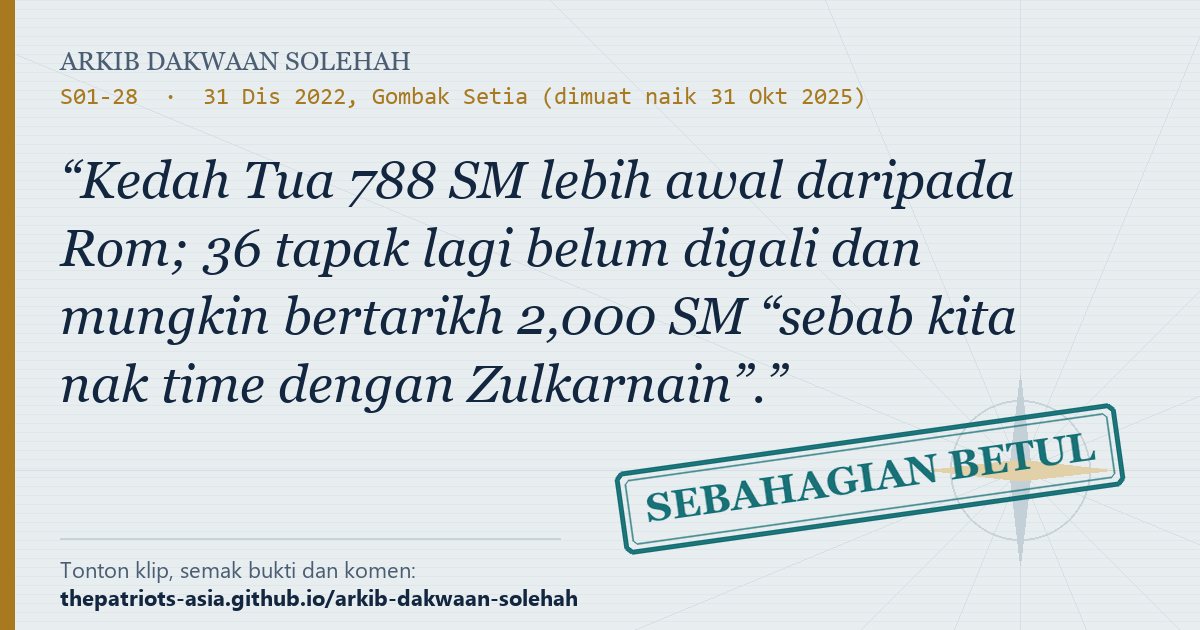 ARKIB DAKWAAN SOLEHAH
S01-28 · 31 Dis 2022, Gombak Setia (dimuat naik 31 Okt 2025)
“Kedah Tua 788 SM lebih awal daripada
Rom; 36 tapak lagi belum digali dan
mungkin bertarikh 2,000 SM “sebab kita
nak time dengan Zulkarnain”.”
SEBAHAGIAN BETUL
Tonton klip, semak bukti dan komen:
thepatriots-asia.github.io/arkib-dakwaan-solehah